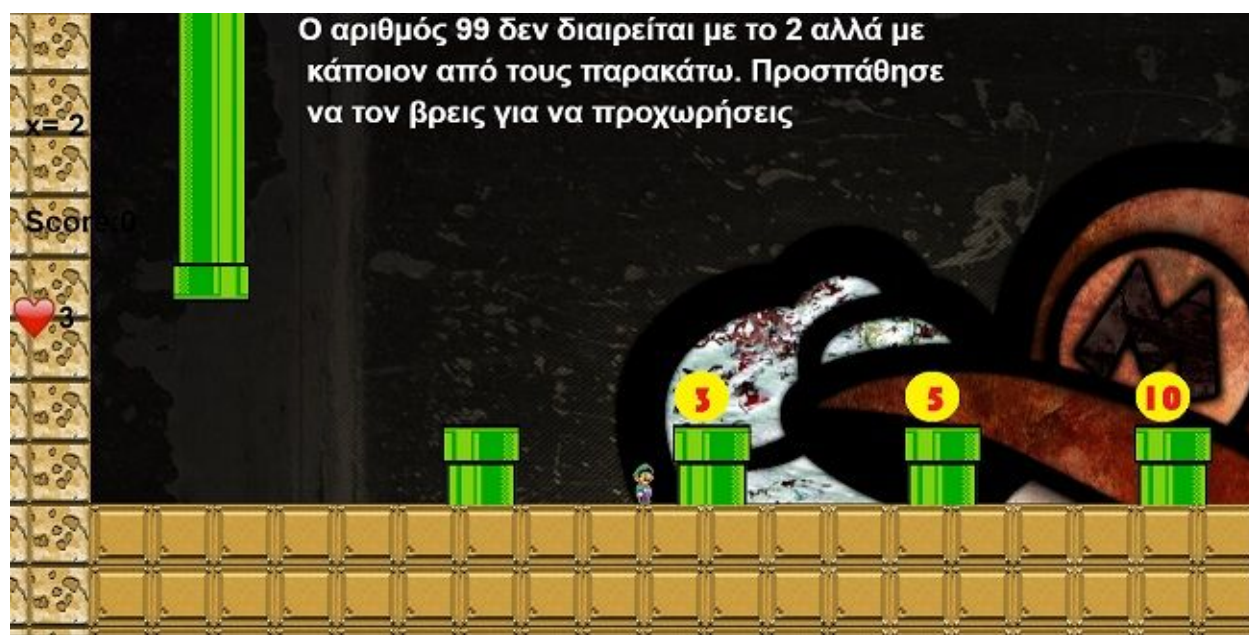 Ο αριθμός 99 δεν διαιρείται με το 2 αλλά με
κάποιον από τους παρακάτω. Προσπάθησε
να τον βρεις για να προχωρήσεις
x= 2
Score:0
3
3
5
10
M